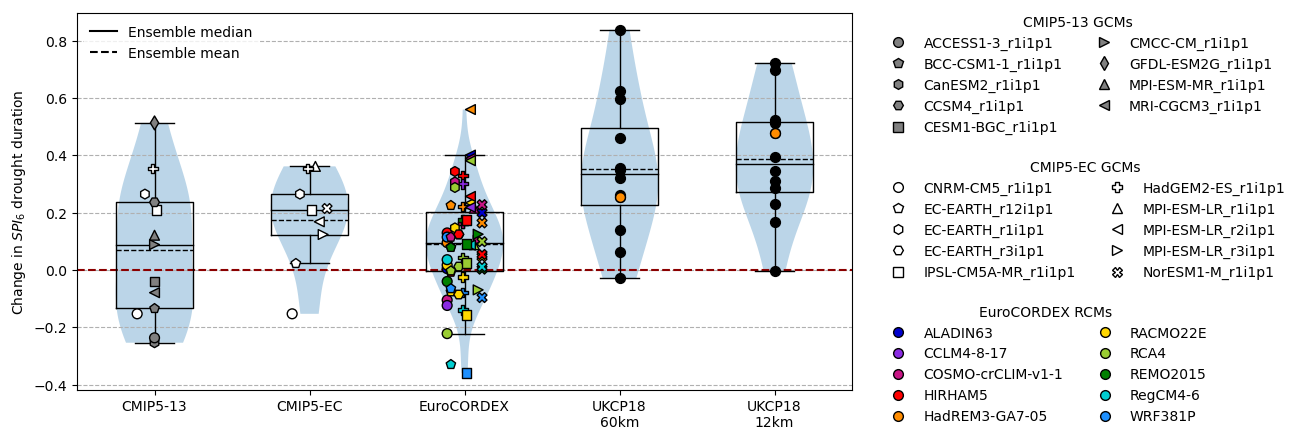 Change in SPI6 drought duration
0.8
0.6
0.4
0.2
0.0
−0.2
−0.4
Ensemble median
Ensemble mean
CMIP5-13
CMIP5-EC
EuroCORDEX
UKCP18
60km
UKCP18
12km
CMIP5-13 GCMs
ACCESS1-3_r1i1p1
BCC-CSM1-1_r1i1p1
CanESM2_r1i1p1
CCSM4_r1i1p1
CESM1-BGC_r1i1p1
CMCC-CM_r1i1p1
GFDL-ESM2G_r1i1p1
MPI-ESM-MR_r1i1p1
MRI-CGCM3_r1i1p1
CMIP5-EC GCMs
CNRM-CM5_r1i1p1
EC-EARTH_r12i1p1
EC-EARTH_r1i1p1
EC-EARTH_r3i1p1
IPSL-CM5A-MR_r1i1p1
HadGEM2-ES_r1i1p1
MPI-ESM-LR_r1i1p1
MPI-ESM-LR_r2i1p1
MPI-ESM-LR_r3i1p1
NorESM1-M_r1i1p1
EuroCORDEX RCMs
ALADIN63
CCLM4-8-17
COSMO-crCLIM-v1-1
HIRHAM5
HadREM3-GA7-05
RACMO22E
RCA4
REMO2015
RegCM4-6
WRF381P